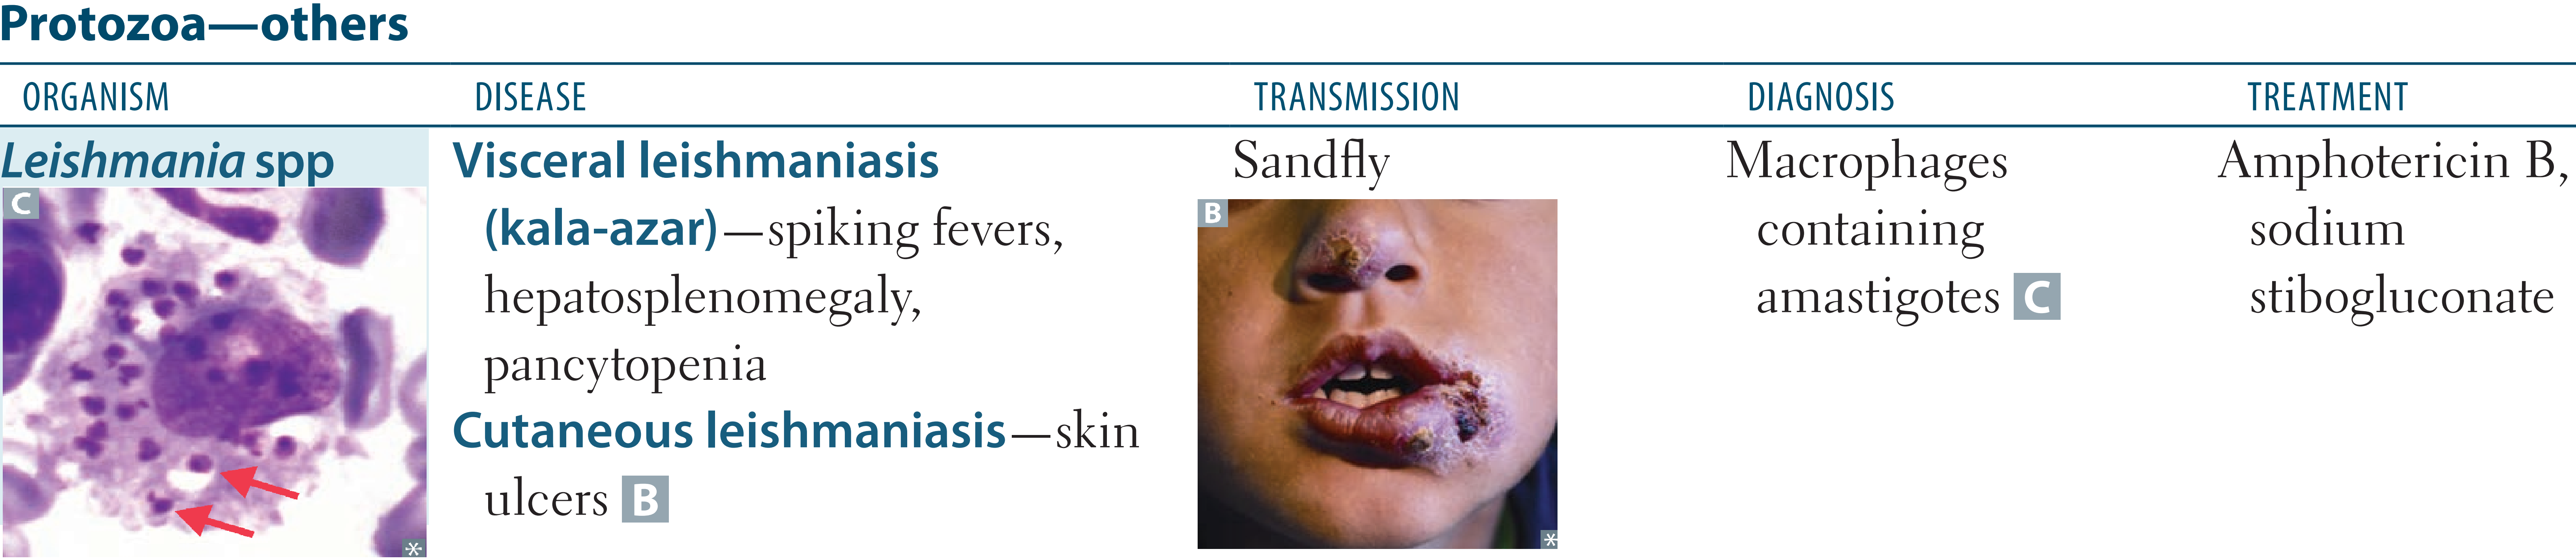 Protozoa—others
ORGANISM DISEASE TRANSMISSION DIAGNOSIS TREATMENT
Leishmania spp
C
Visceral leishmaniasis
(kala-azar)—spiking fevers,
hepatosplenomegaly,
pancytopenia
Cutaneous leishmaniasis—skin
ulcers B
Sandfly
B
Macrophages
containing
amastigotes C
Amphotericin B,
sodium
stibogluconate